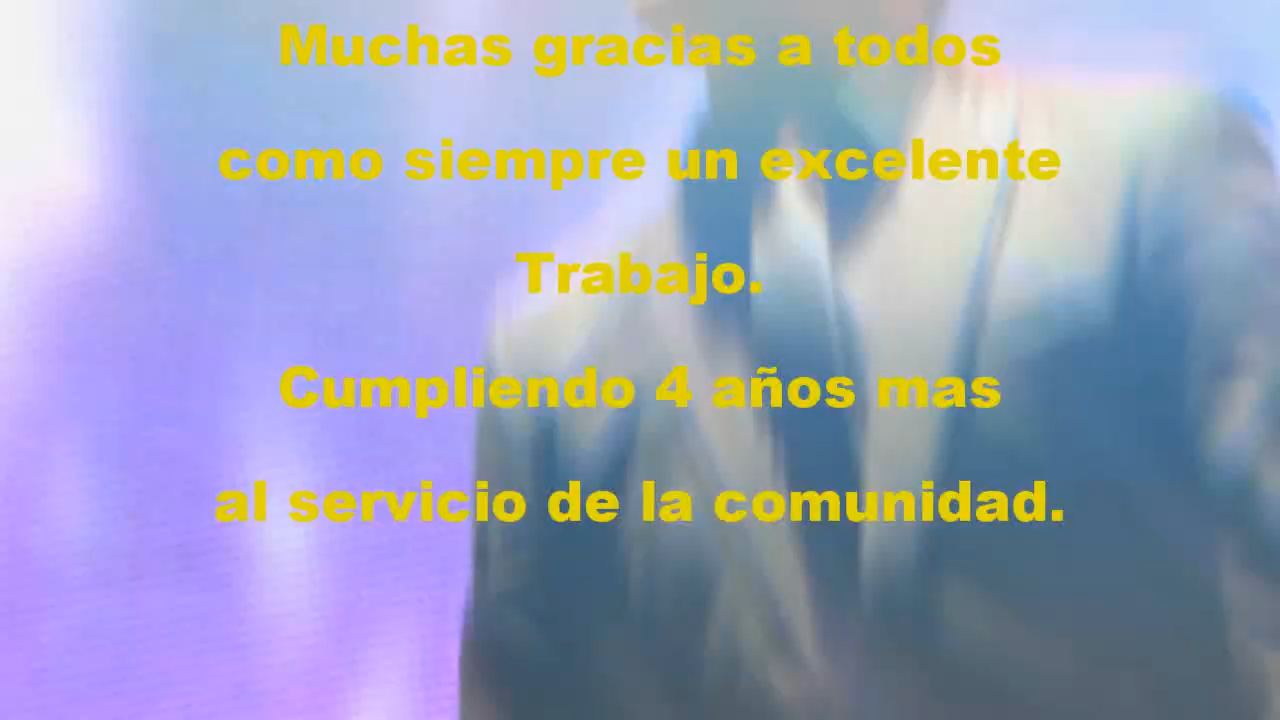 Muchas gracias a todos
como siempre un excelente
Trabajo.
Cumpliendo 4 años mas
al servicio de la comunidad.